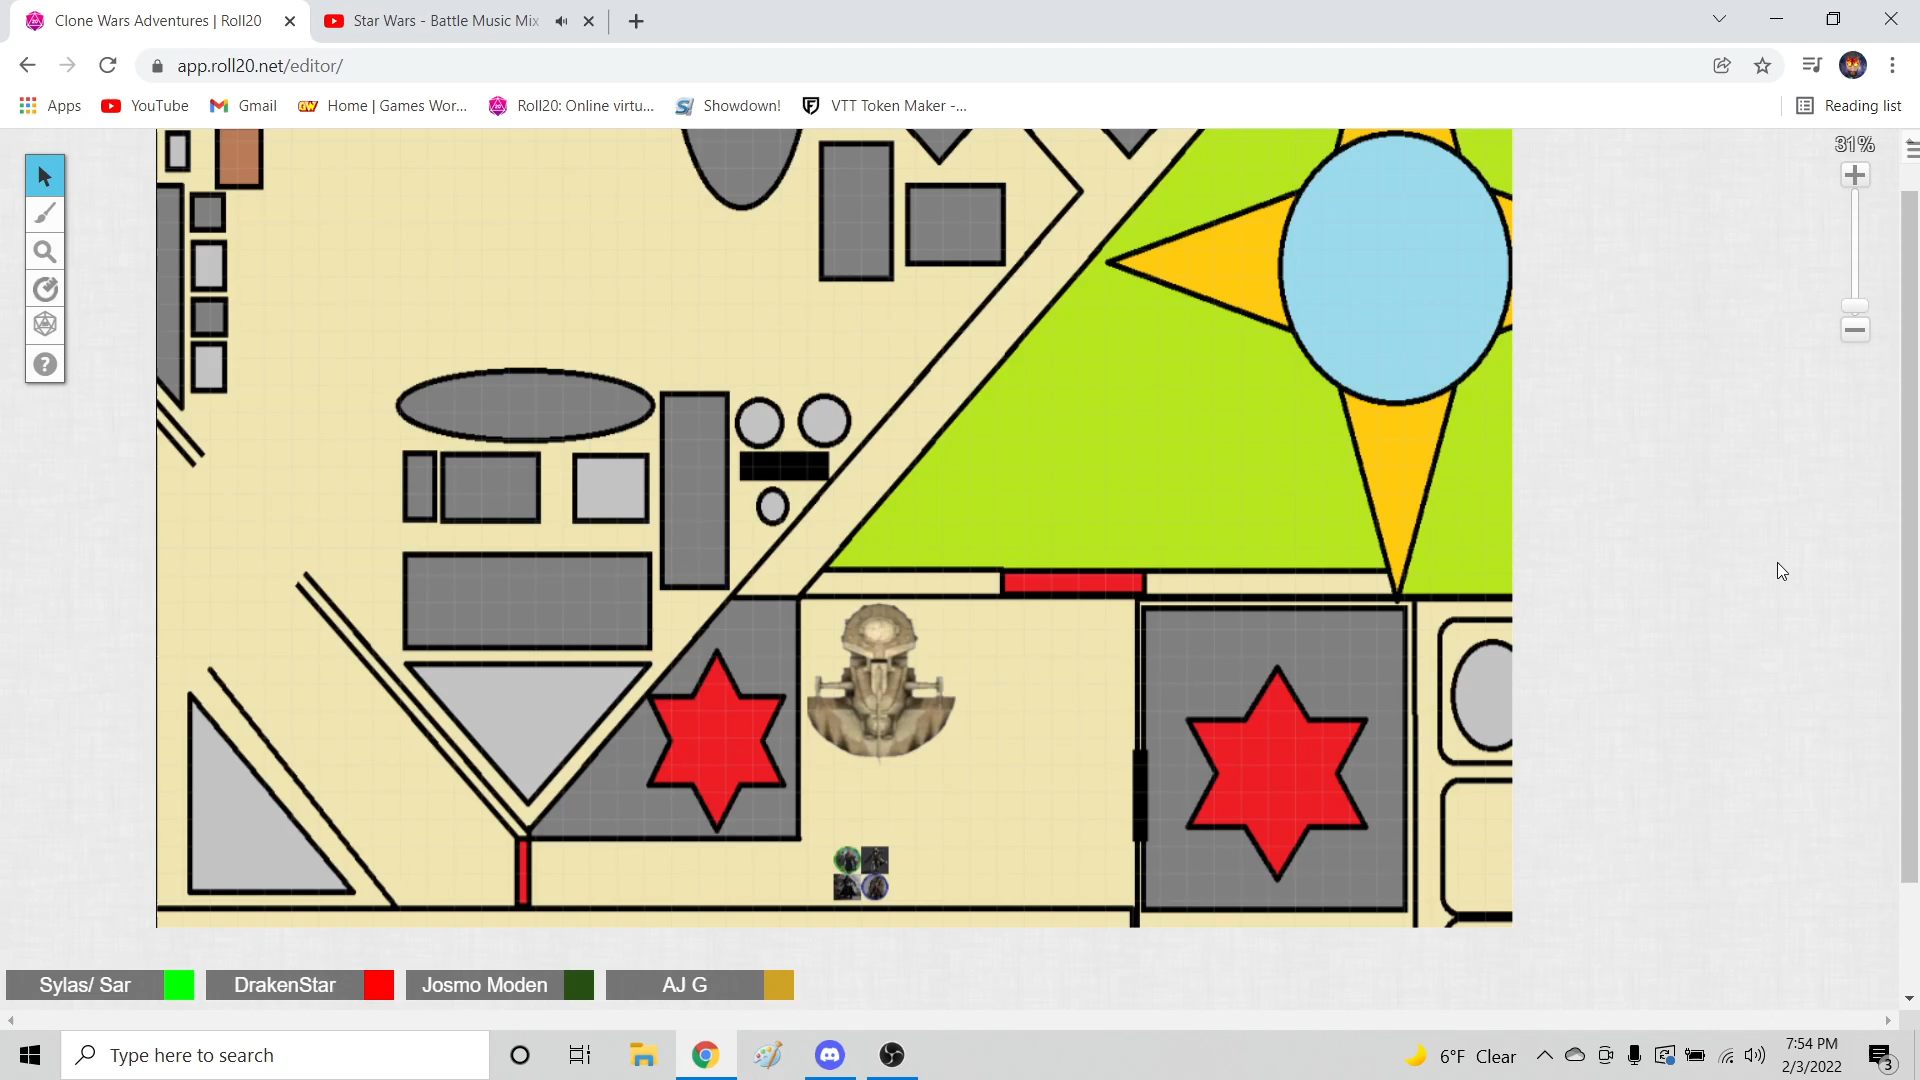 Clone Wars Adventures | Roll20
Star Wars - Battle Music Mix
app.roll20.net/editor/
Apps
YouTube
Gmail
Home | Games Wor...
Roll20: Online virtu...
Showdown!
VTT Token Maker -...
Reading list
31%
Sylas/ Sar
DrakenStar
Josmo Moden
AJ G
Type here to search
6°F Clear
7:54 PM
2/3/2022
3